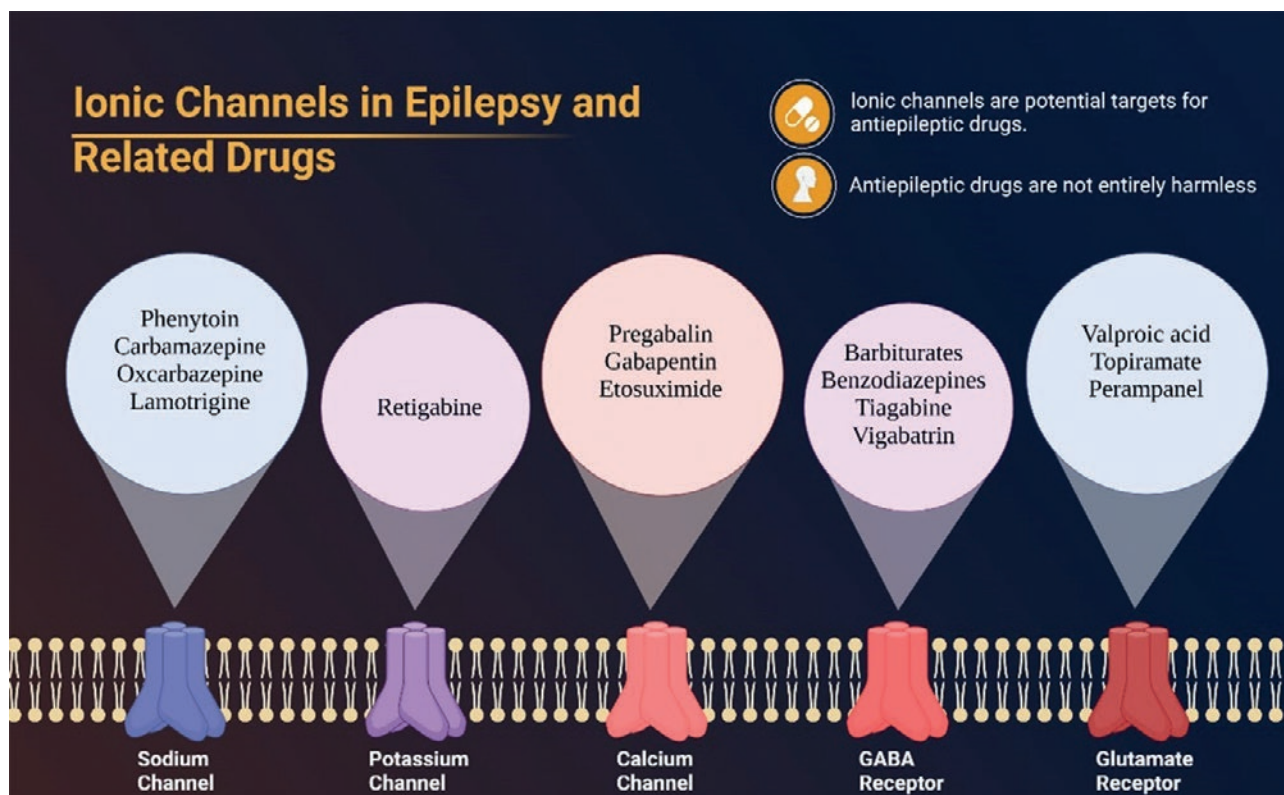 Ionic Channels in Epilepsy and
Related Drugs
Ionic channels are potential targets for
antiepileptic drugs.
Antiepileptic drugs are not entirely harmless
Phenytoin
Carbamazepine
Oxcarbazepine
Lamotrigine
Retigabine
Pregabalin
Gabapentin
Etosuximide
Barbiturates
Benzodiazepines
Tiagabine
Vigabatrin
Valproic acid
Topiramate
Perampanel
Sodium
Channel
Potassium
Channel
Calcium
Channel
GABA
Receptor
Glutamate
Receptor